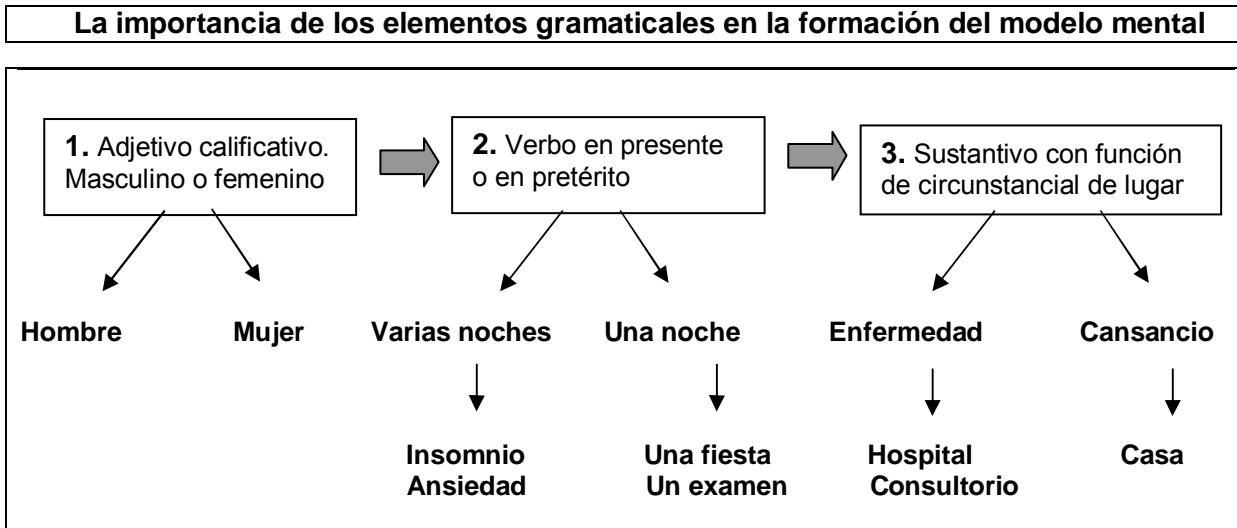 La importancia de los elementos gramaticales en la formación del modelo mental
1. Adjetivo calificativo.
Masculino o femenino
2. Verbo en presente
o en pretérito
3. Sustantivo con función
de circunstancial de lugar
Hombre
Mujer
Varias noches
Una noche
Enfermedad
Cansancio
Insomnio
Ansiedad
Una fiesta
Un examen
Hospital
Consultorio
Casa